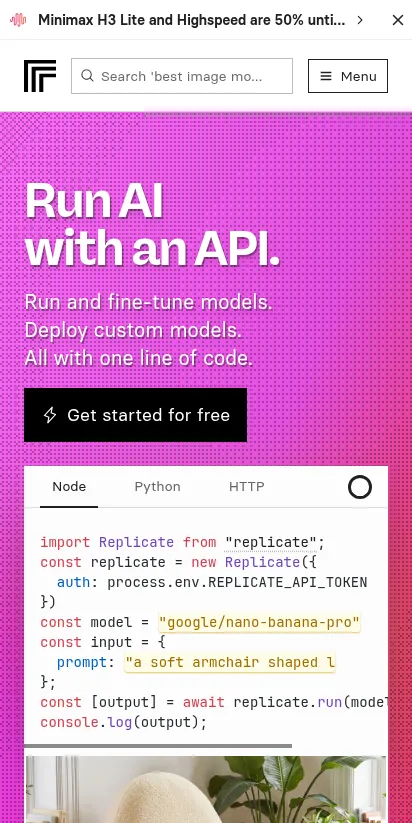 Minimax H3 Lite and Highspeed are 50% unti...
Search 'best image mo...
Menu
Run AI
with an API.
Run and fine-tune models.
Deploy custom models.
All with one line of code.
Get started for free
Node Python HTTP
import Replicate from "replicate";
const replicate = new Replicate({
  auth: process.env.REPLICATE_API_TOKEN
})
const model = "google/nano-banana-pro"
const input = {
  prompt: "a soft armchair shaped l
};
const [output] = await replicate.run(model
console.log(output);